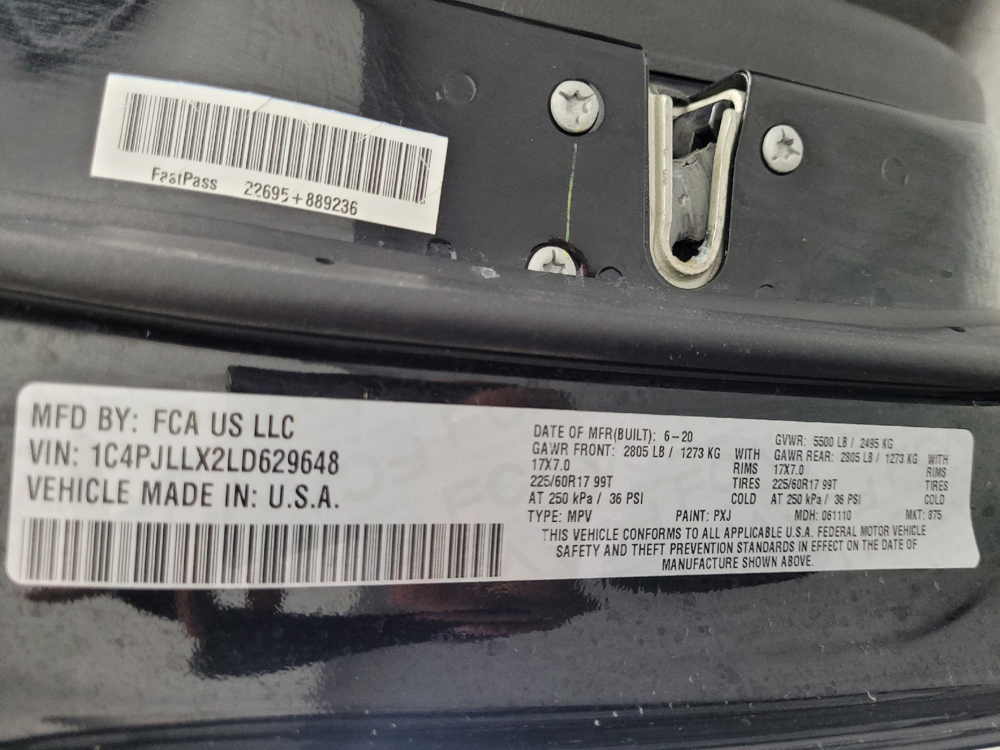 FastPass 22695+889236
MFD BY: FCA US LLC
VIN: 1C4PJLLX2LD629648
VEHICLE MADE IN: U.S.A.
DATE OF MFR(BUILT): 6-20 GVWR: 5500 LB / 2495 KG
GAWR FRONT: 2805 LB / 1273 KG WITH GAWR REAR: 2805 LB / 1273 KG WITH
17X7.0 RIMS 17X7.0 RIMS
225/60R17 99T TIRES 225/60R17 99T TIRES
AT 250 kPa / 36 PSI COLD AT 250 kPa / 36 PSI COLD
TYPE: MPV PAINT: PXJ MDH: 061110 MKT: 875
THIS VEHICLE CONFORMS TO ALL APPLICABLE U.S.A. FEDERAL MOTOR VEHICLE
SAFETY AND THEFT PREVENTION STANDARDS IN EFFECT ON THE DATE OF
MANUFACTURE SHOWN ABOVE.